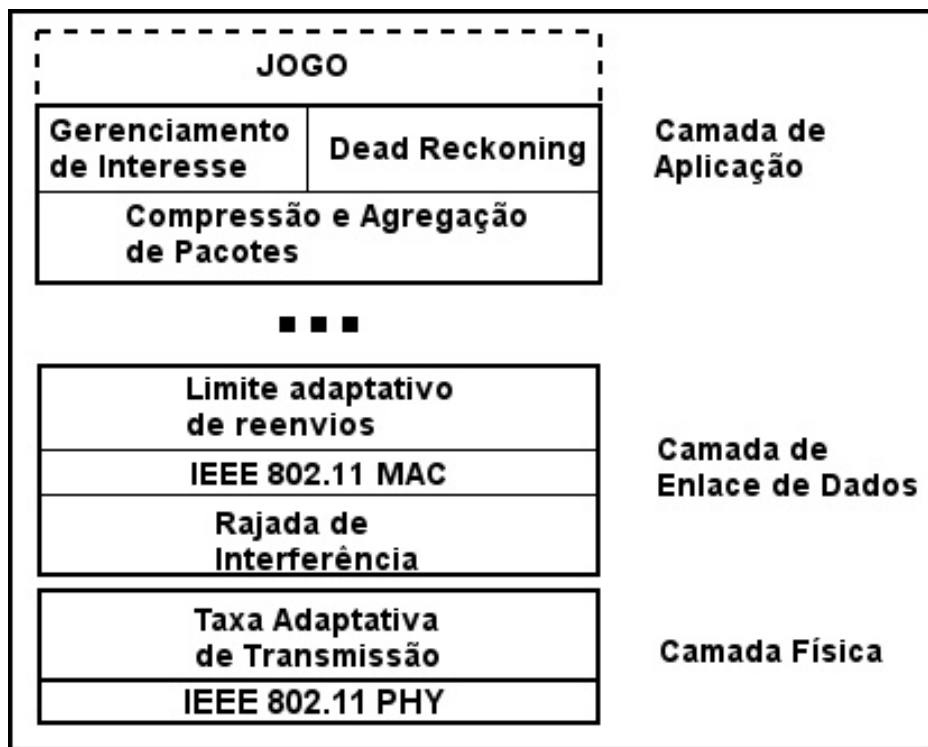 JOGO
Gerenciamento
de Interesse
Dead Reckoning
Compressão e Agregação
de Pacotes
Camada de
Aplicação
Limite adaptativo
de reenvios
IEEE 802.11 MAC
Rajada de
Interferência
Camada de
Enlace de Dados
Taxa Adaptativa
de Transmissão
IEEE 802.11 PHY
Camada Física